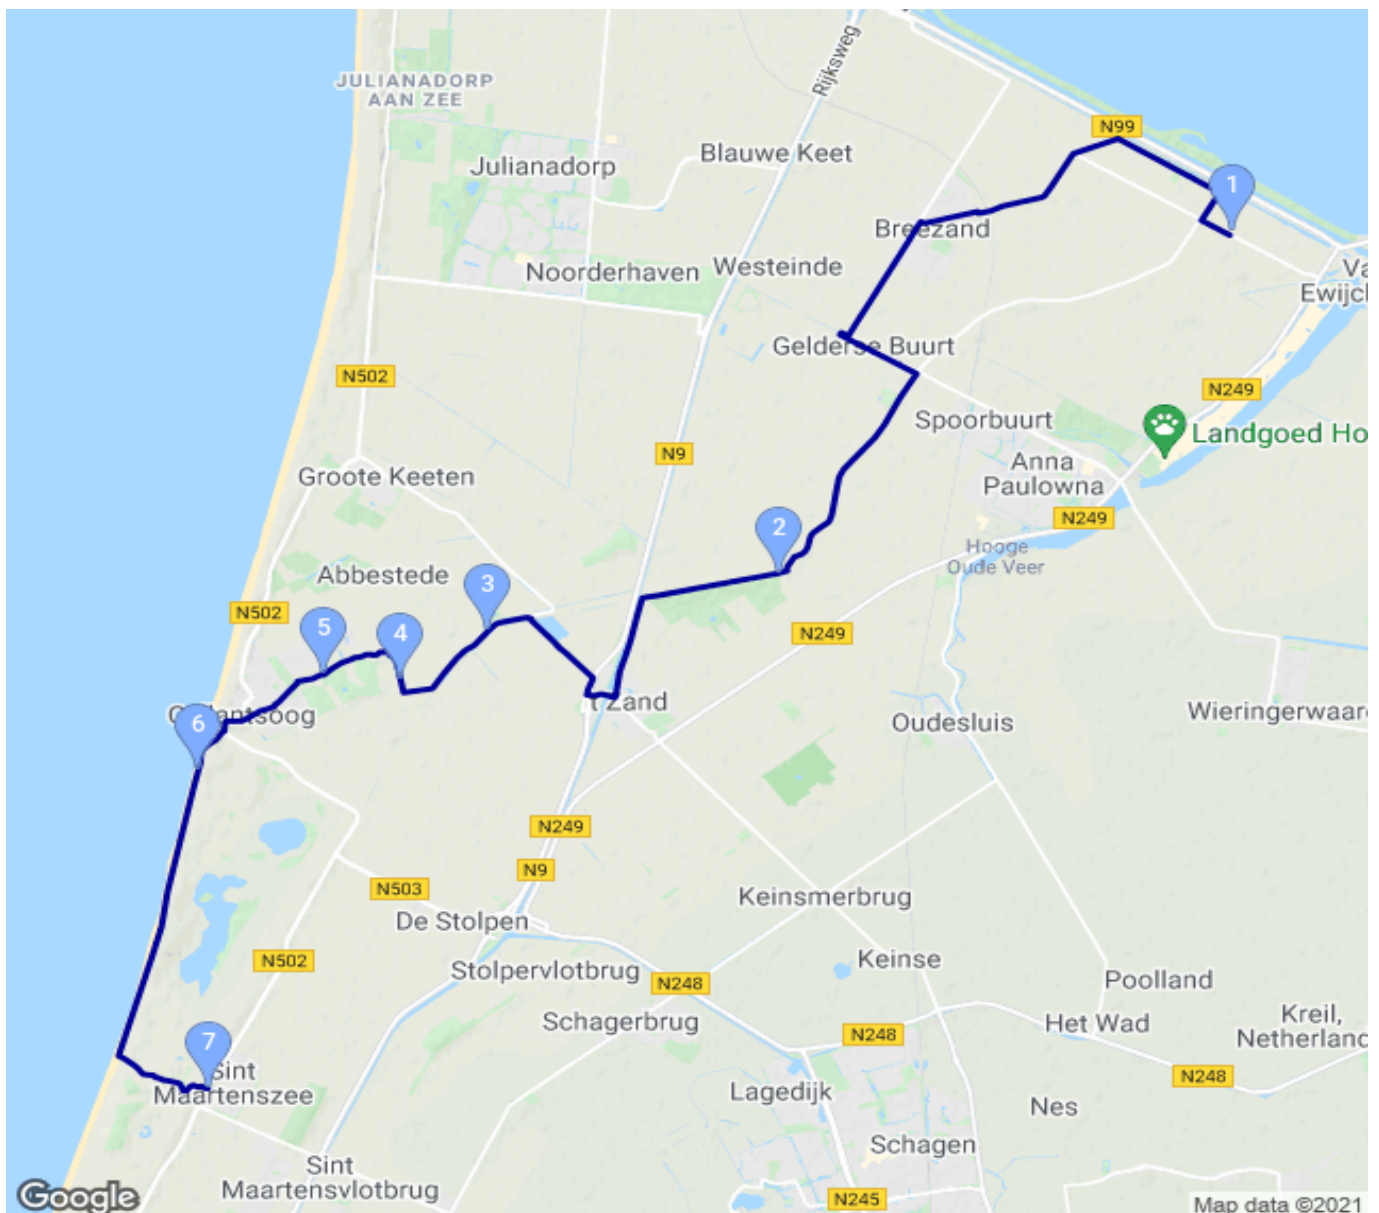 JULIANADORP
AAN ZEE
Rijksweg
N99
Blauwe Keet
Julianadorp
1
Breezand
Noorderhaven
Westeinde
Ewijc
Gelderse Buurt
N502
N249
Spoorbuurt
Landgoed Ho
N9
Anna
Paulowna
Groote Keeten
N249
2
Hooge
Oude Veer
Abbestede
3
N502
N249
5
4
't Zand
6
Oudesluis
Wieringerwaar
N249
N9
N503
Keinsmerbrug
De Stolpen
N502
Stolpervlotbrug
Keinse
N248
Poolland
Schagerbrug
N248
Het Wad
Kreil,
Netherland
7
Sint
Maartenszee
N248
Lagedijk
Nes
Schagen
Sint
Maartensvlotbrug
Google
N245
Map data ©2021